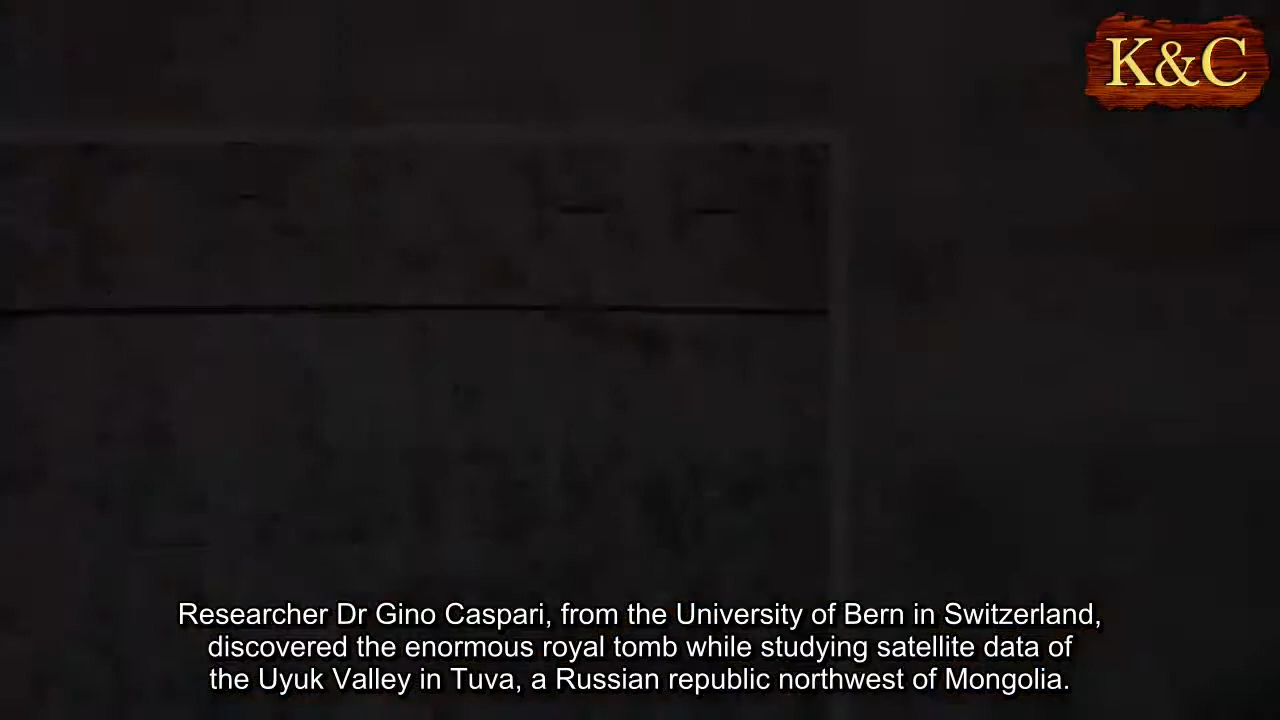 K&C
Researcher Dr Gino Caspari, from the University of Bern in Switzerland,
discovered the enormous royal tomb while studying satellite data of
the Uyuk Valley in Tuva, a Russian republic northwest of Mongolia.